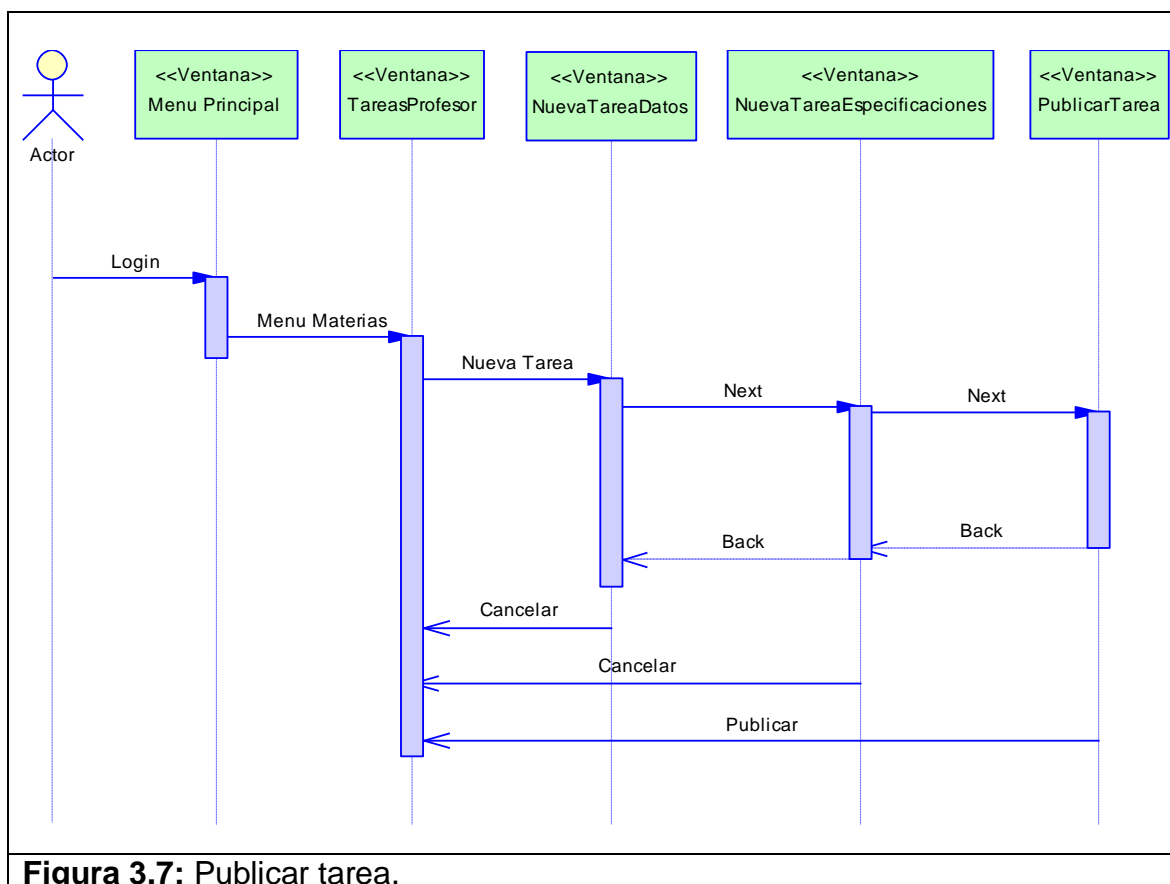 <<Ventana>>
Menu Principal
<<Ventana>>
TareasProfesor
<<Ventana>>
NuevaTareaDatos
<<Ventana>>
NuevaTareaEspecificaciones
<<Ventana>>
PublicarTarea
Actor
Login
Menu Materias
Nueva Tarea
Next
Next
Back
Back
Cancelar
Cancelar
Publicar
Figura 3.7: Publicar tarea.